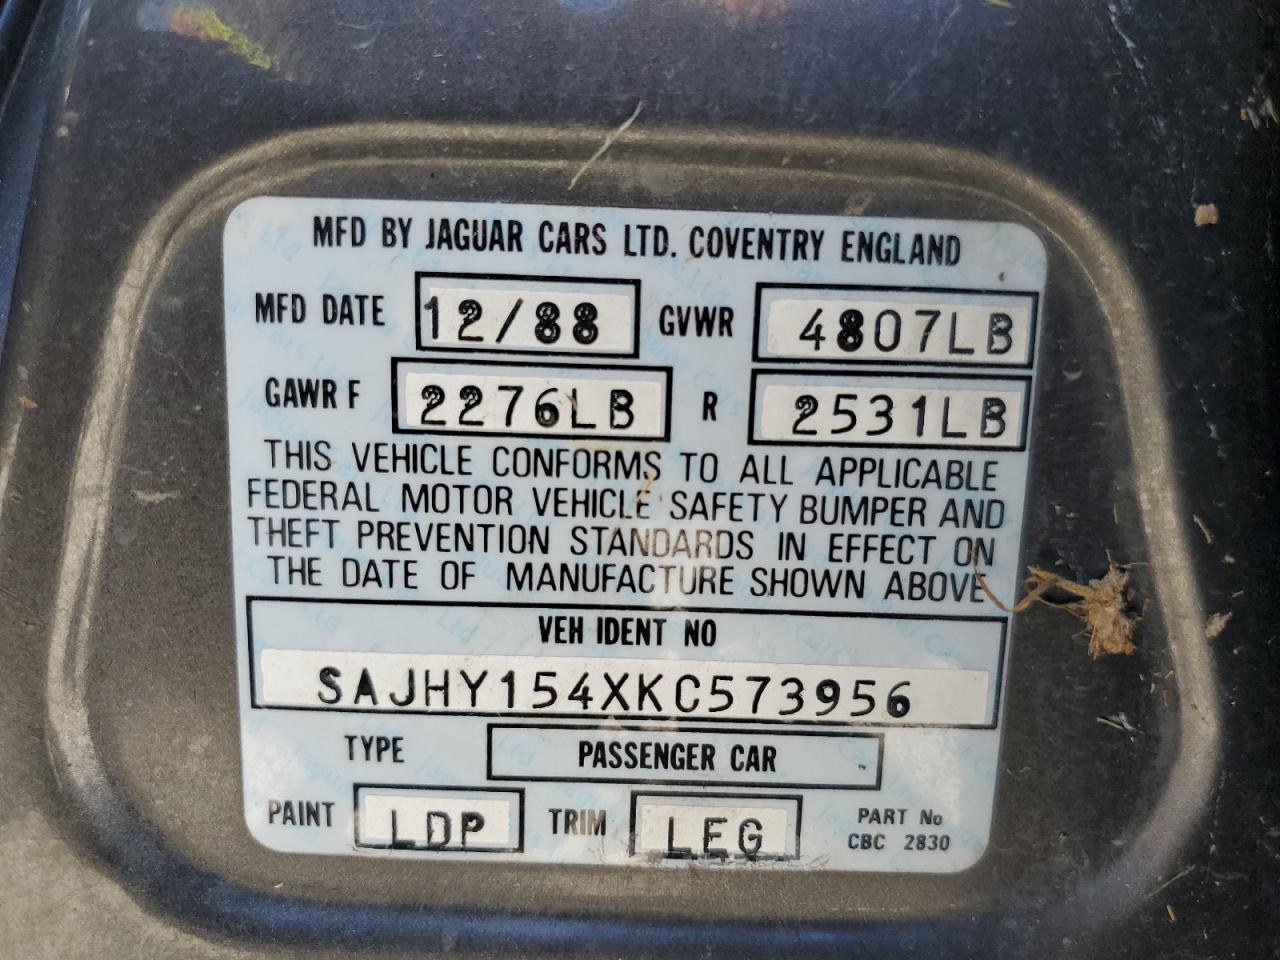 MFD BY JAGUAR CARS LTD. COVENTRY ENGLAND
MFD DATE 12/88 GVWR 4807LB
GAWR F 2276LB R 2531LB
THIS VEHICLE CONFORMS TO ALL APPLICABLE
FEDERAL MOTOR VEHICLE SAFETY BUMPER AND
THEFT PREVENTION STANDARDS IN EFFECT ON
THE DATE OF MANUFACTURE SHOWN ABOVE
VEH IDENT NO
SAJHY154XKC573956
TYPE PASSENGER CAR
PAINT LDP TRIM LEG PART No
CBC 2830